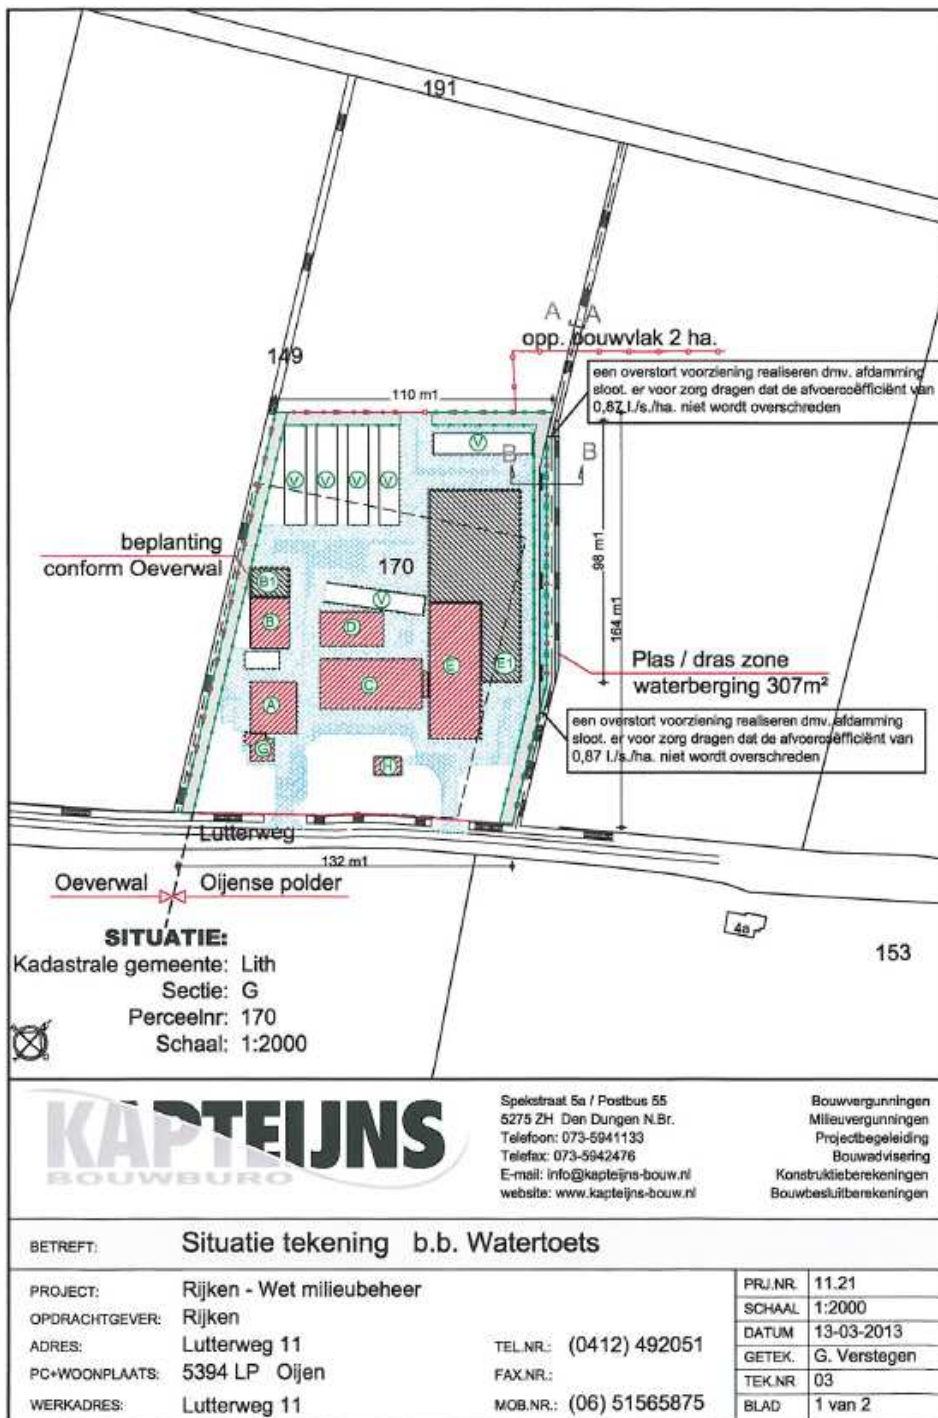 191
A A
opp. bouwvlak 2 ha.
149
een overstort voorziening realiseren dmv. afdamming
sloot. er voor zorg dragen dat de afvoercoëfficiënt van
0,87 l./s./ha. niet wordt overschreden
110 m1
V
B B
V V V V
beplanting
conform Oeverwal
98 m1
170
B1
V
164 m1
B
D
E
E1
Plas / dras zone
waterberging 307m²
C
A
een overstort voorziening realiseren dmv. afdamming
sloot. er voor zorg dragen dat de afvoercoëfficiënt van
0,87 l./s./ha. niet wordt overschreden
G
H
Lutterweg
132 m1
Oeverwal Oijense polder
4a
153
SITUATIE:
Kadastrale gemeente: Lith
Sectie: G
Perceelnr: 170
Schaal: 1:2000
KAPTEIJNS
BOUWBURO
Spekstraat 5a / Postbus 55
5275 ZH Den Dungen N.Br.
Telefoon: 073-5941133
Telefax: 073-5942476
E-mail: info@kapteijns-bouw.nl
website: www.kapteijns-bouw.nl
Bouwvergunningen
Milieuvergunningen
Projectbegeleiding
Bouwadvisering
Konstruktieberekeningen
Bouwbesluitberekeningen
BETREFT: Situatie tekening b.b. Watertoets
PROJECT: Rijken - Wet milieubeheer
OPDRACHTGEVER: Rijken
ADRES: Lutterweg 11 TEL.NR.: (0412) 492051
PC+WOONPLAATS: 5394 LP Oijen FAX.NR.:
WERKADRES: Lutterweg 11 MOB.NR.: (06) 51565875
PRJ.NR. 11.21
SCHAAL 1:2000
DATUM 13-03-2013
GETEK. G. Verstegen
TEK.NR 03
BLAD 1 van 2